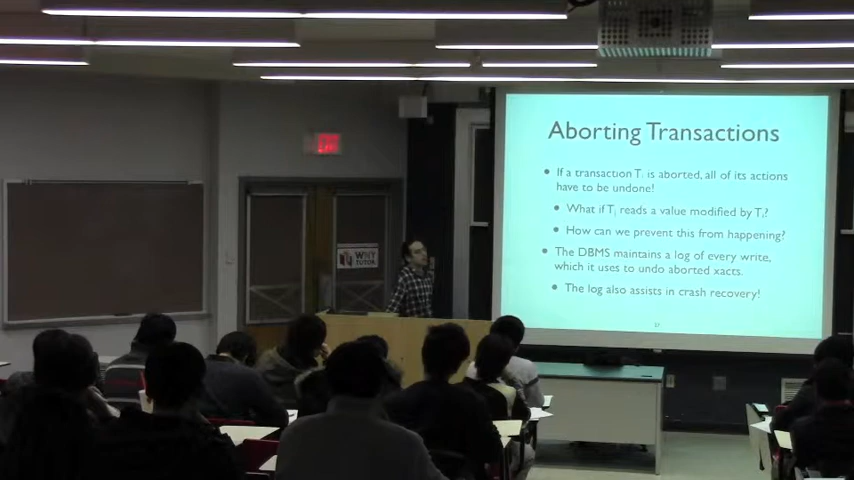 Aborting Transactions
• If a transaction Ti is aborted, all of its actions
have to be undone!
• What if Tj reads a value modified by Ti?
• How can we prevent this from happening?
• The DBMS maintains a log of every write,
which it uses to undo aborted xacts.
• The log also assists in crash recovery!
TUTOR